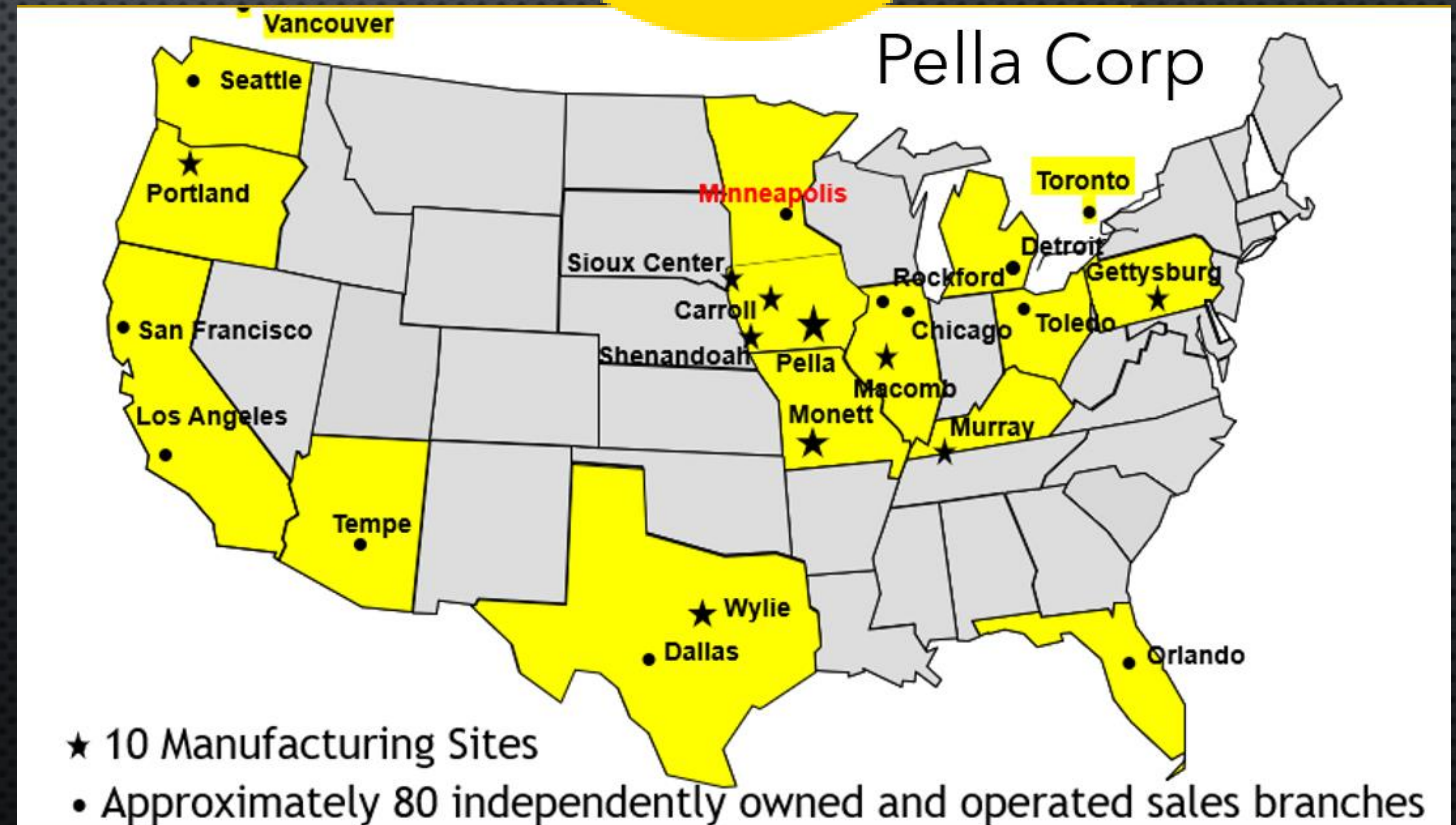 Vancouver
Pella Corp
Seattle
Toronto
Portland
Minneapolis
Detroit
Sioux Center
Rockford
Gettysburg
Carroll
San Francisco
Chicago
Toledo
Shenandoah
Pella
Macomb
Los Angeles
Monett
Murray
Tempe
Wylie
Dallas
Orlando
★ 10 Manufacturing Sites
• Approximately 80 independently owned and operated sales branches